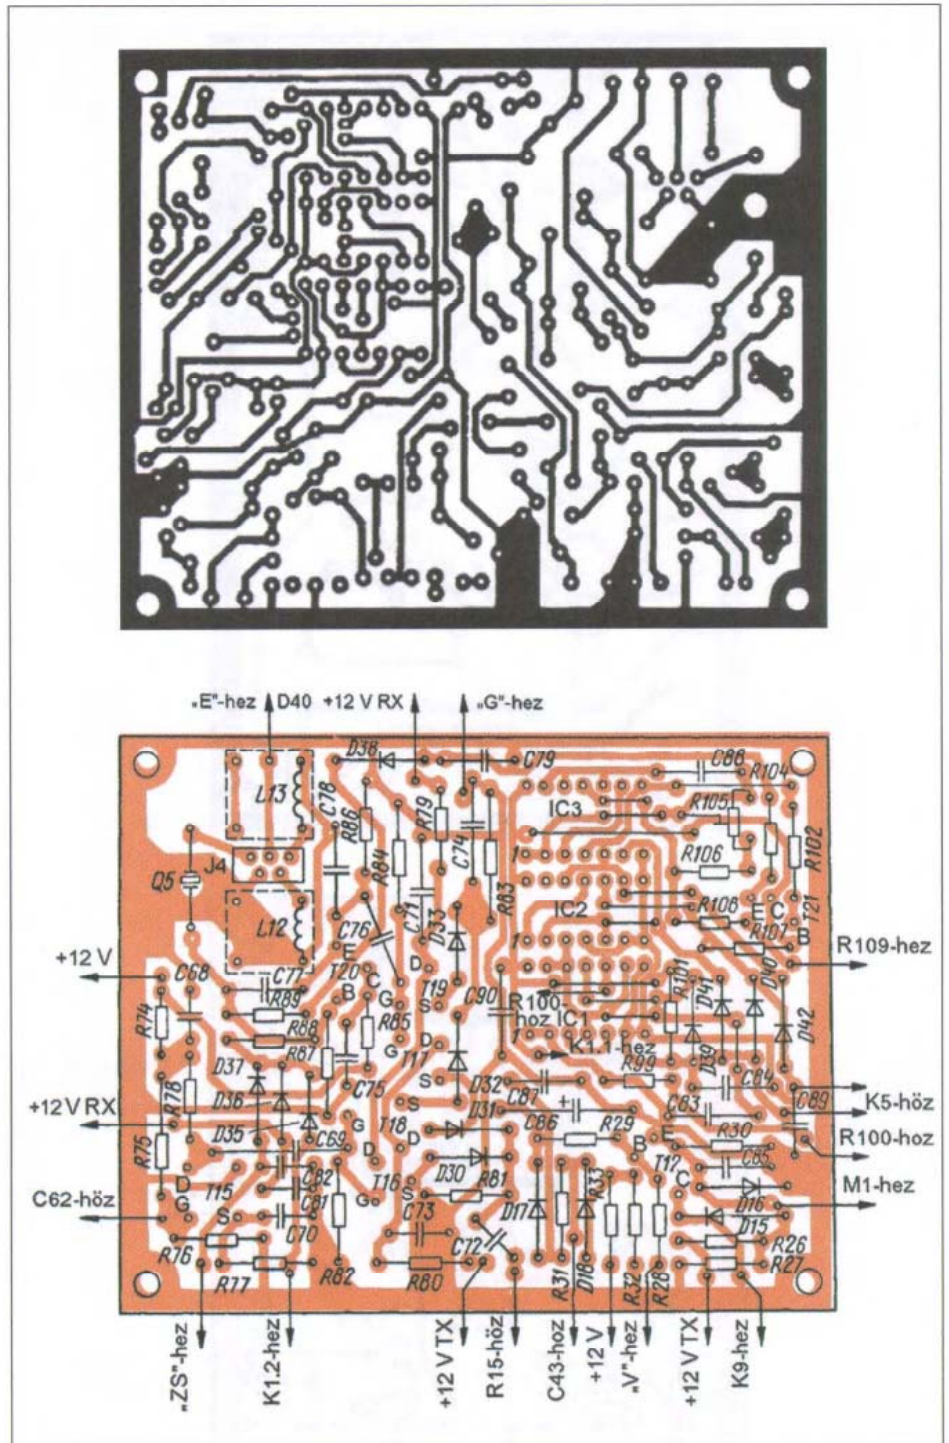 „E"-hez D40 +12 V RX „G"-hez
D38 C79 C88 R104
L13 C78 R86 R79 IC3 R105
J4 R84 C74 R83 R106 R102
Q5 C71 1
L12 C76 D33 IC2 R108 E C T21
E R107 B
+12 V C68 C77 T20 C D T19 C90 1 R109-hez
R89 B G S R100-hoz R101 D41 D40
R74 R88 R85 IC1 D42
R87 G T17 D 1 K1.1-hez D39
D37 C75 S D32 R99 C84
R78 D36 S D31 C87 C83 C89 K5-höz
+12 V RX D35 G T18 D C86 + R29 B E R30 R100-hoz
R75 C69 D D30 T12 C85
D T15 C82 T16 S R81 D17 R33 C D16 M1-hez
C62-höz G S C81 G D15
C70 C73 C72 R26
R76 R77 R82 R80 R31 D18 R32 R28 R27
„ZS"-hez
K1.2-hez
+12 V TX
R15-höz
C43-hoz
+12 V
„V"-hez
+12 V TX
K9-hez